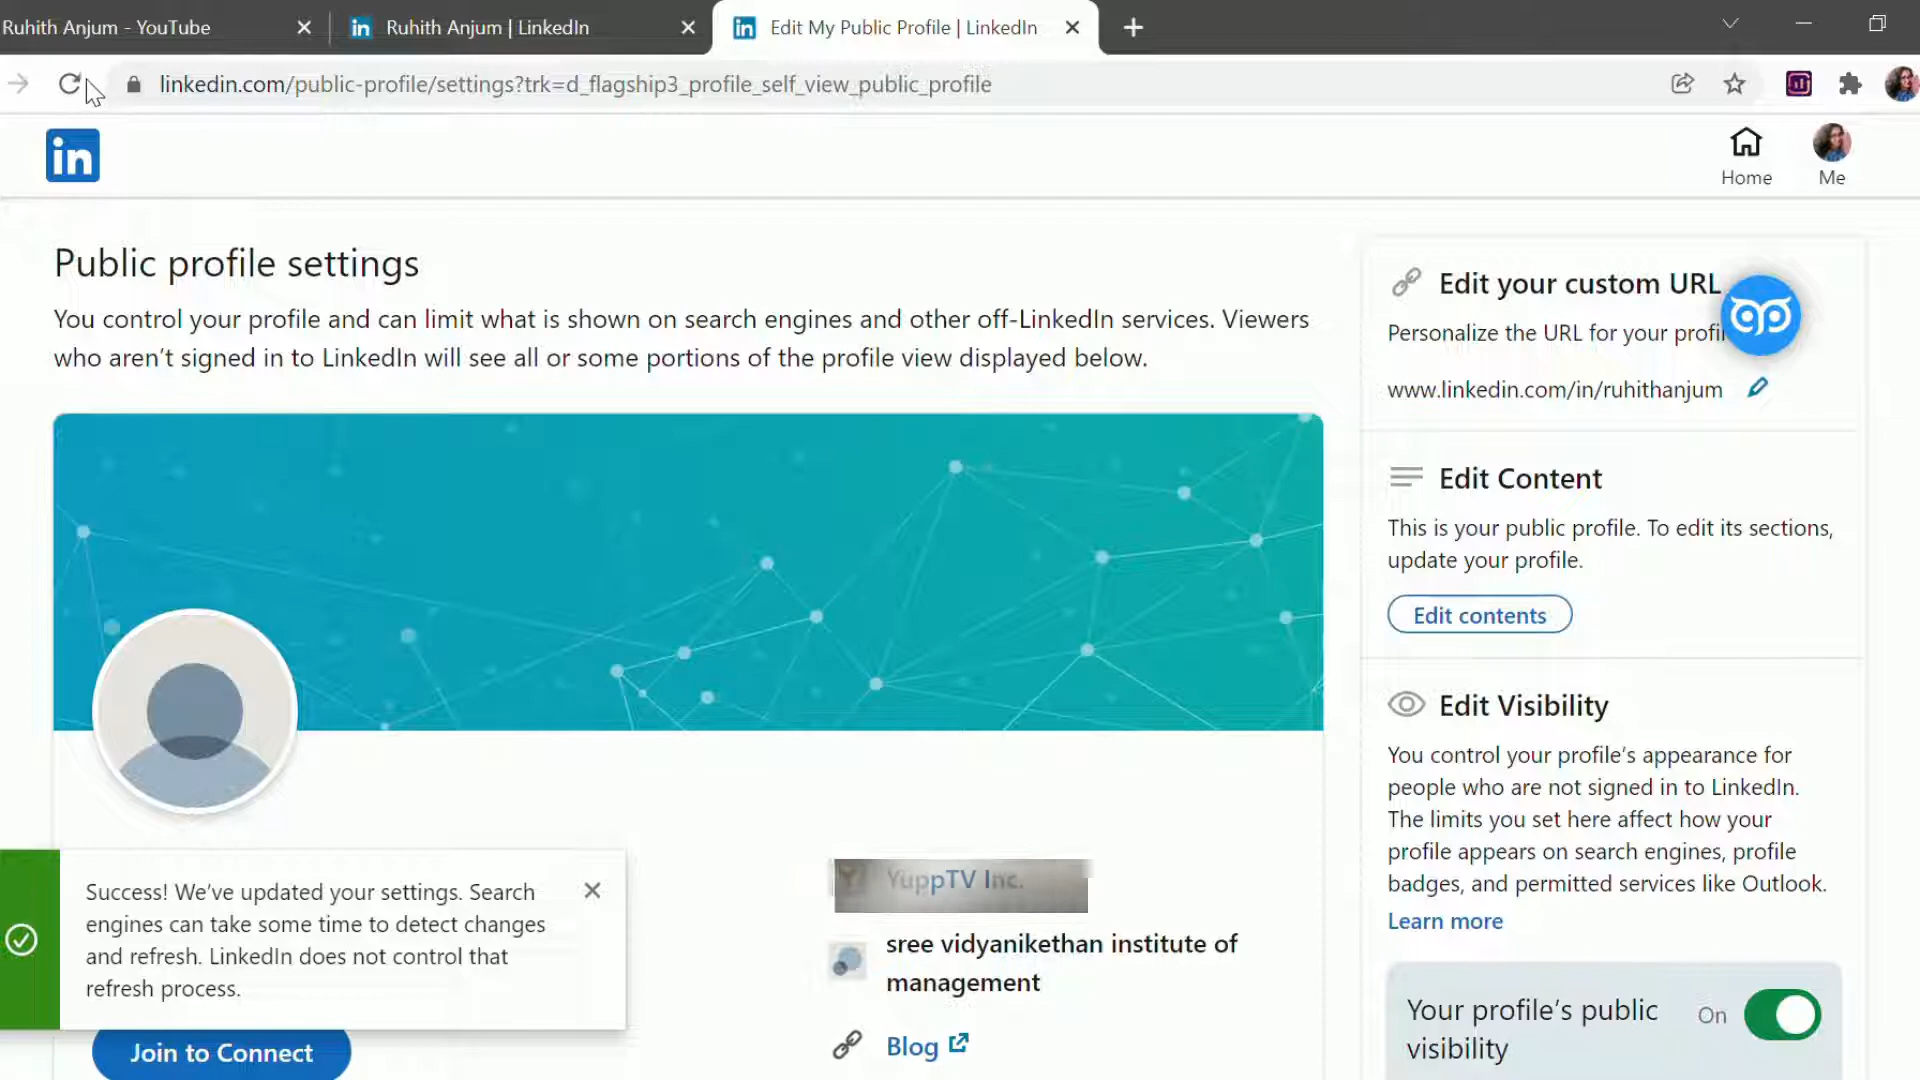 Ruhith Anjum - YouTube
Ruhith Anjum | LinkedIn
Edit My Public Profile | LinkedIn
linkedin.com/public-profile/settings?trk=d_flagship3_profile_self_view_public_profile
in
Home
Me
Public profile settings
You control your profile and can limit what is shown on search engines and other off-LinkedIn services. Viewers
who aren’t signed in to LinkedIn will see all or some portions of the profile view displayed below.
Edit your custom URL
Personalize the URL for your profi
www.linkedin.com/in/ruhithanjum
Edit Content
This is your public profile. To edit its sections,
update your profile.
Edit contents
Edit Visibility
You control your profile’s appearance for
people who are not signed in to LinkedIn.
The limits you set here affect how your
profile appears on search engines, profile
badges, and permitted services like Outlook.
Learn more
Your profile’s public
visibility
On
YuppTV Inc.
sree vidyanikethan institute of
management
Blog
Success! We’ve updated your settings. Search
engines can take some time to detect changes
and refresh. LinkedIn does not control that
refresh process.
Join to Connect